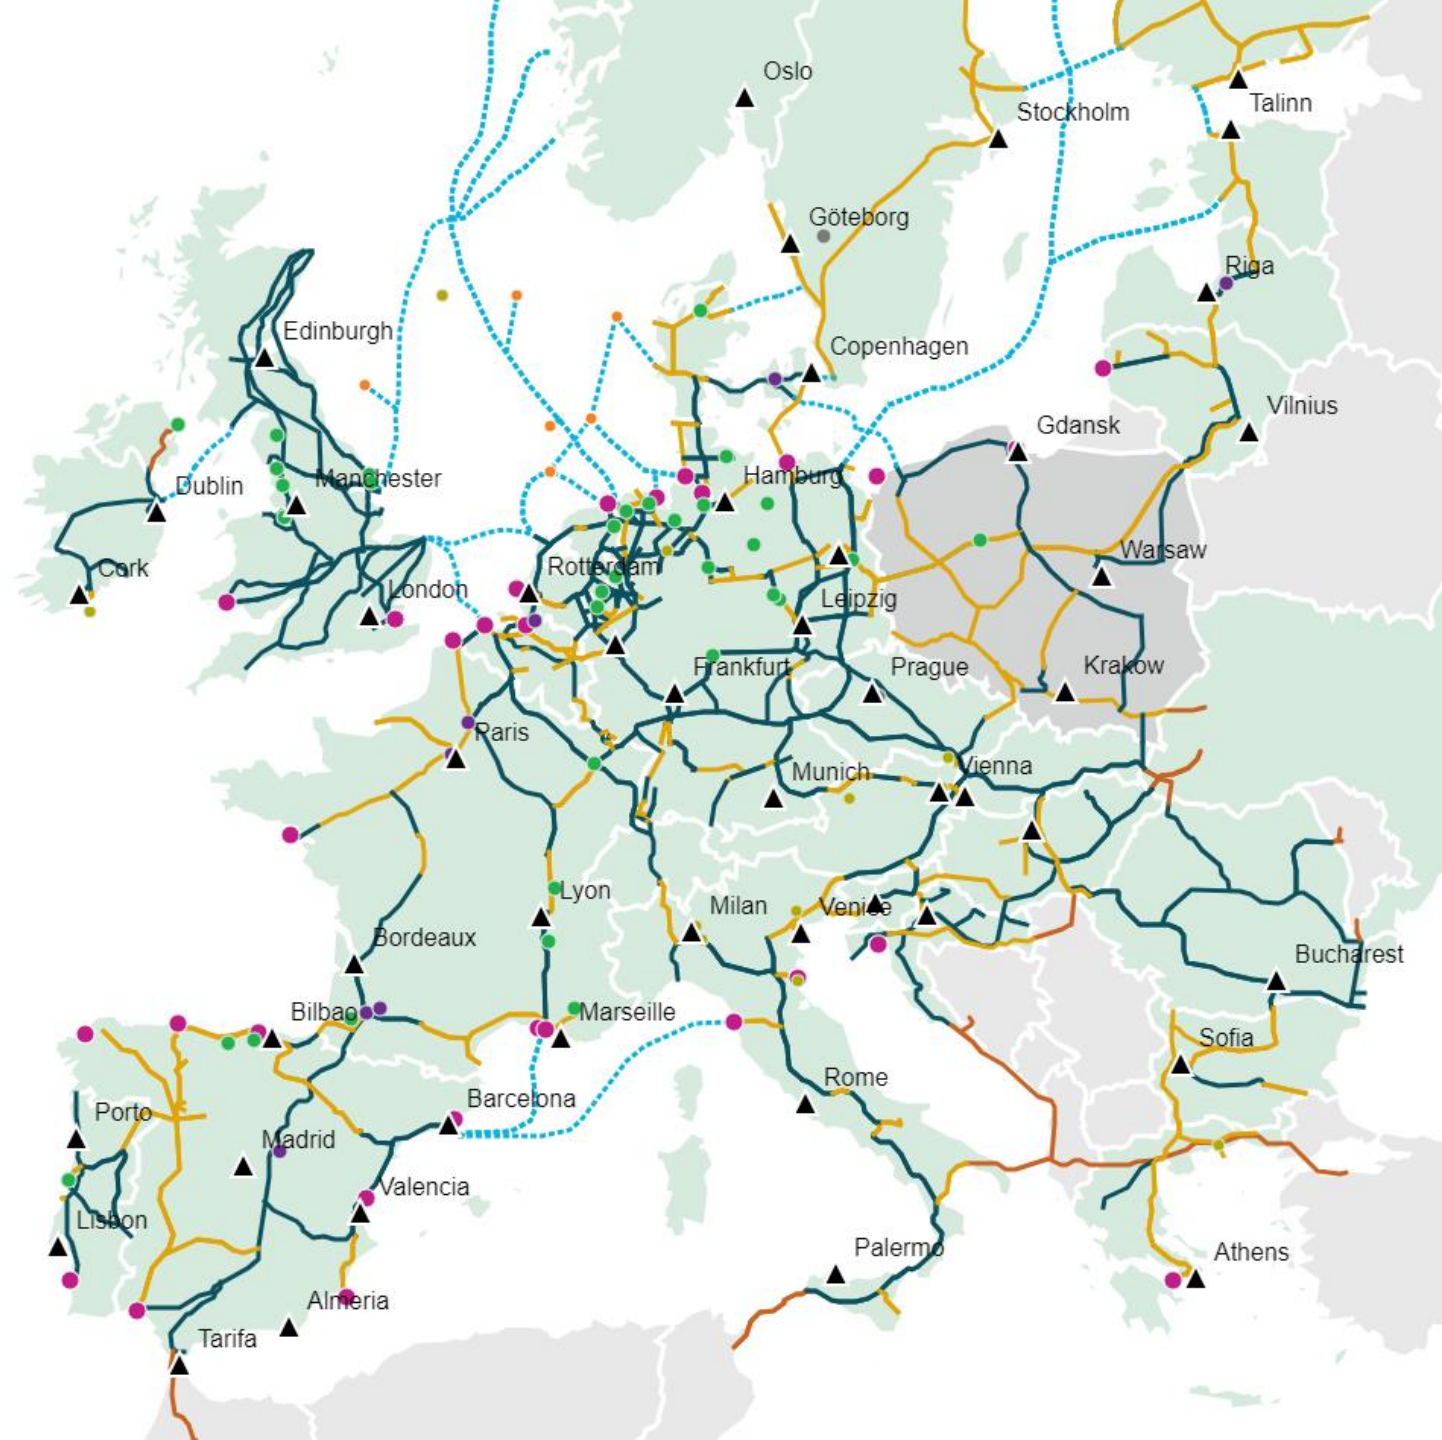 Oslo
Talinn
Stockholm
Göteborg
Riga
Edinburgh
Copenhagen
Vilnius
Gdansk
Hamburg
Manchester
Dublin
Warsaw
Rotterdam
Cork
London
Leipzig
Frankfurt
Prague
Krakow
Paris
Vienna
Munich
Lyon
Milan
Venice
Bordeaux
Bucharest
Bilbao
Marseille
Sofia
Rome
Barcelona
Porto
Madrid
Valencia
Lisbon
Palermo
Athens
Almeria
Tarifa